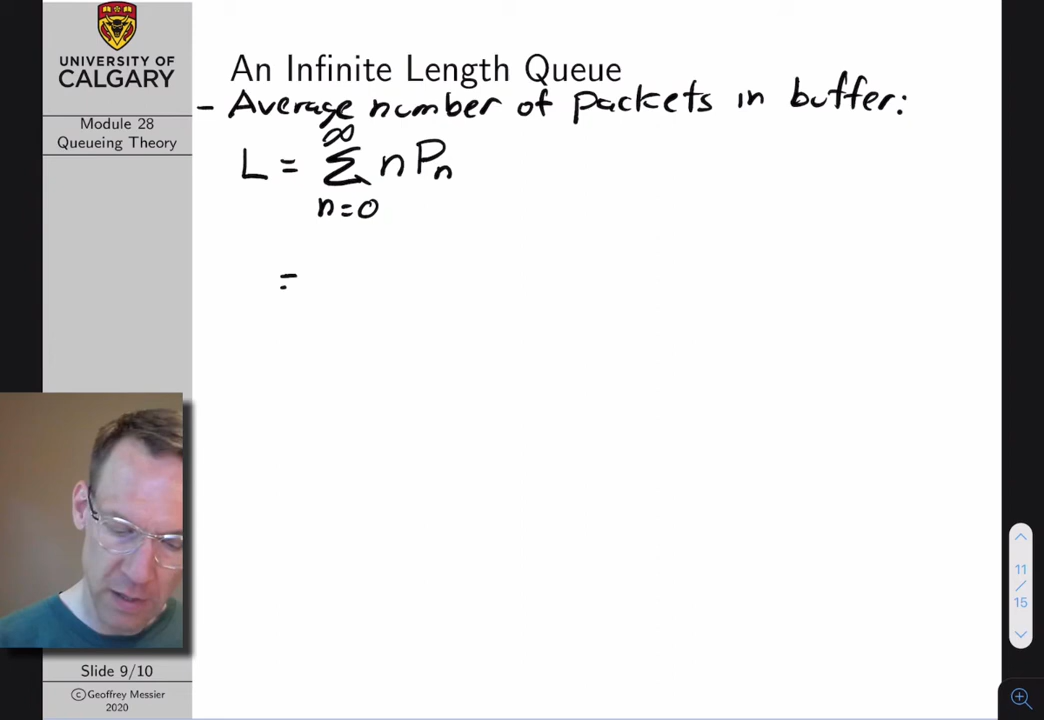 UNIVERSITY OF
CALGARY
Module 28
Queueing Theory
An Infinite Length Queue
- Average number of packets in buffer:
L = ∑_{n=0}^{∞} n P_n
=
11
/
15
Slide 9/10
©Geoffrey Messier
2020